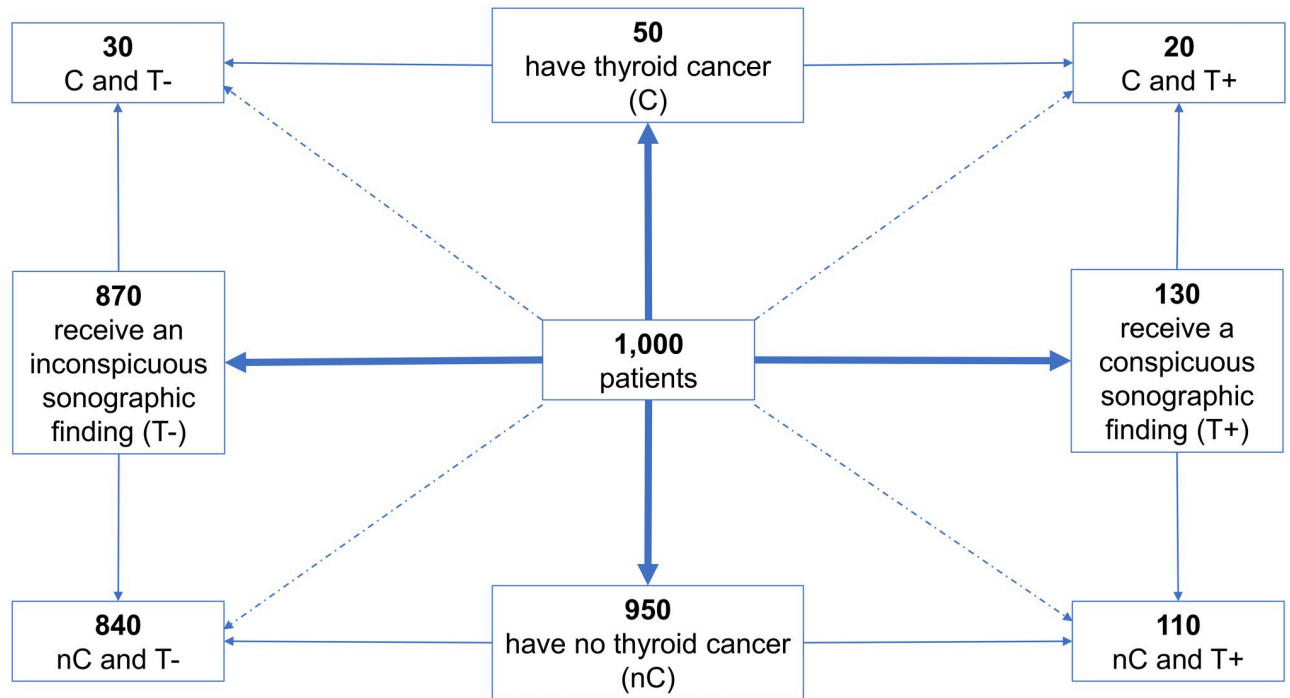 30
C and T-
50
have thyroid cancer
(C)
20
C and T+
870
receive an
inconspicuous
sonographic
finding (T-)
1,000
patients
130
receive a
conspicuous
sonographic
finding (T+)
840
nC and T-
950
have no thyroid cancer
(nC)
110
nC and T+